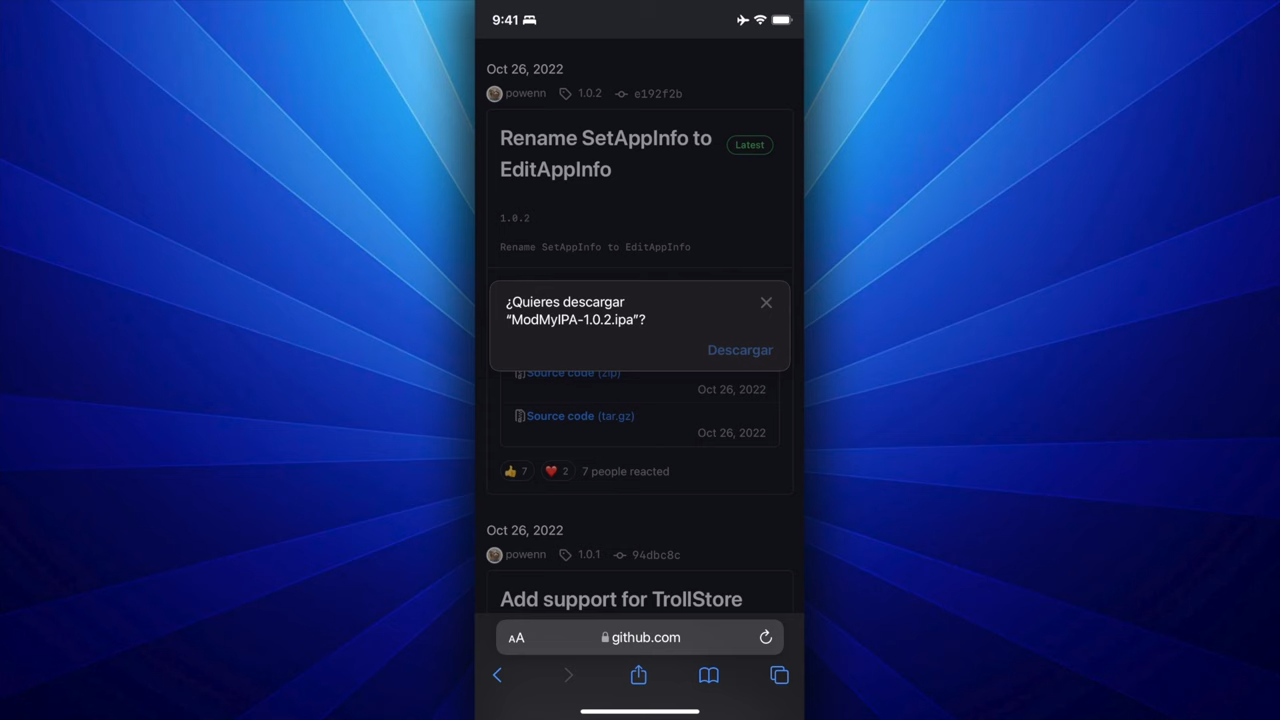 9:41
Oct 26, 2022
powenn 1.0.2 e192f2b
Rename SetAppInfo to
EditAppInfo
Latest
1.0.2
Rename SetAppInfo to EditAppInfo
¿Quieres descargar
“ModMyIPA-1.0.2.ipa”?
Descargar
Source code (zip)
Oct 26, 2022
Source code (tar.gz)
Oct 26, 2022
7 2 7 people reacted
Oct 26, 2022
powenn 1.0.1 94dbc8c
Add support for TrollStore
AA github.com